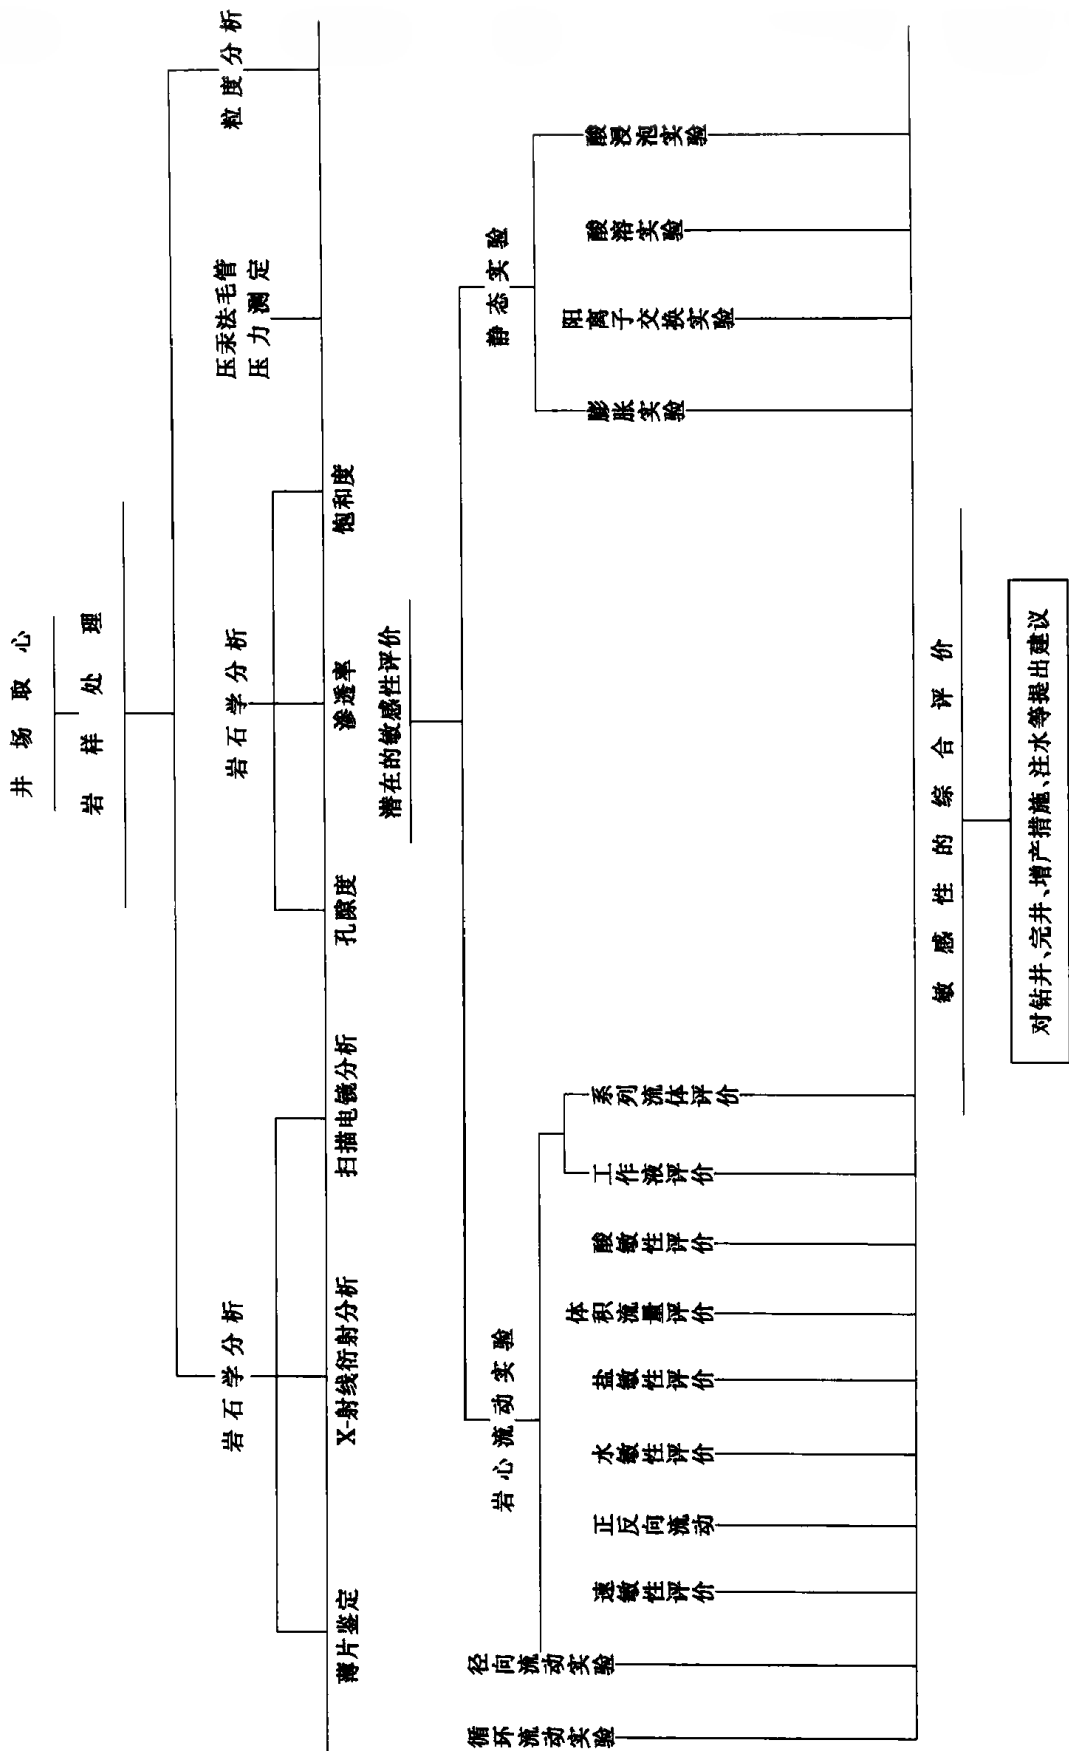 井场取心
岩样处理
岩石学分析
岩石学分析
压汞法毛管
压力测定
粒度分析
薄片鉴定
X-射线衍射分析
扫描电镜分析
孔隙度
渗透率
饱和度
潜在的敏感性评价
岩心流动实验
静态实验
循环流动实验
径向流动实验
速敏性评价
正反向流动
水敏性评价
盐敏性评价
体积流量评价
酸敏性评价
工作液评价
系列流体评价
膨胀实验
阳离子交换实验
酸溶实验
酸浸泡实验
敏感性的综合评价
对钻井、完井、增产措施、注水等提出建议